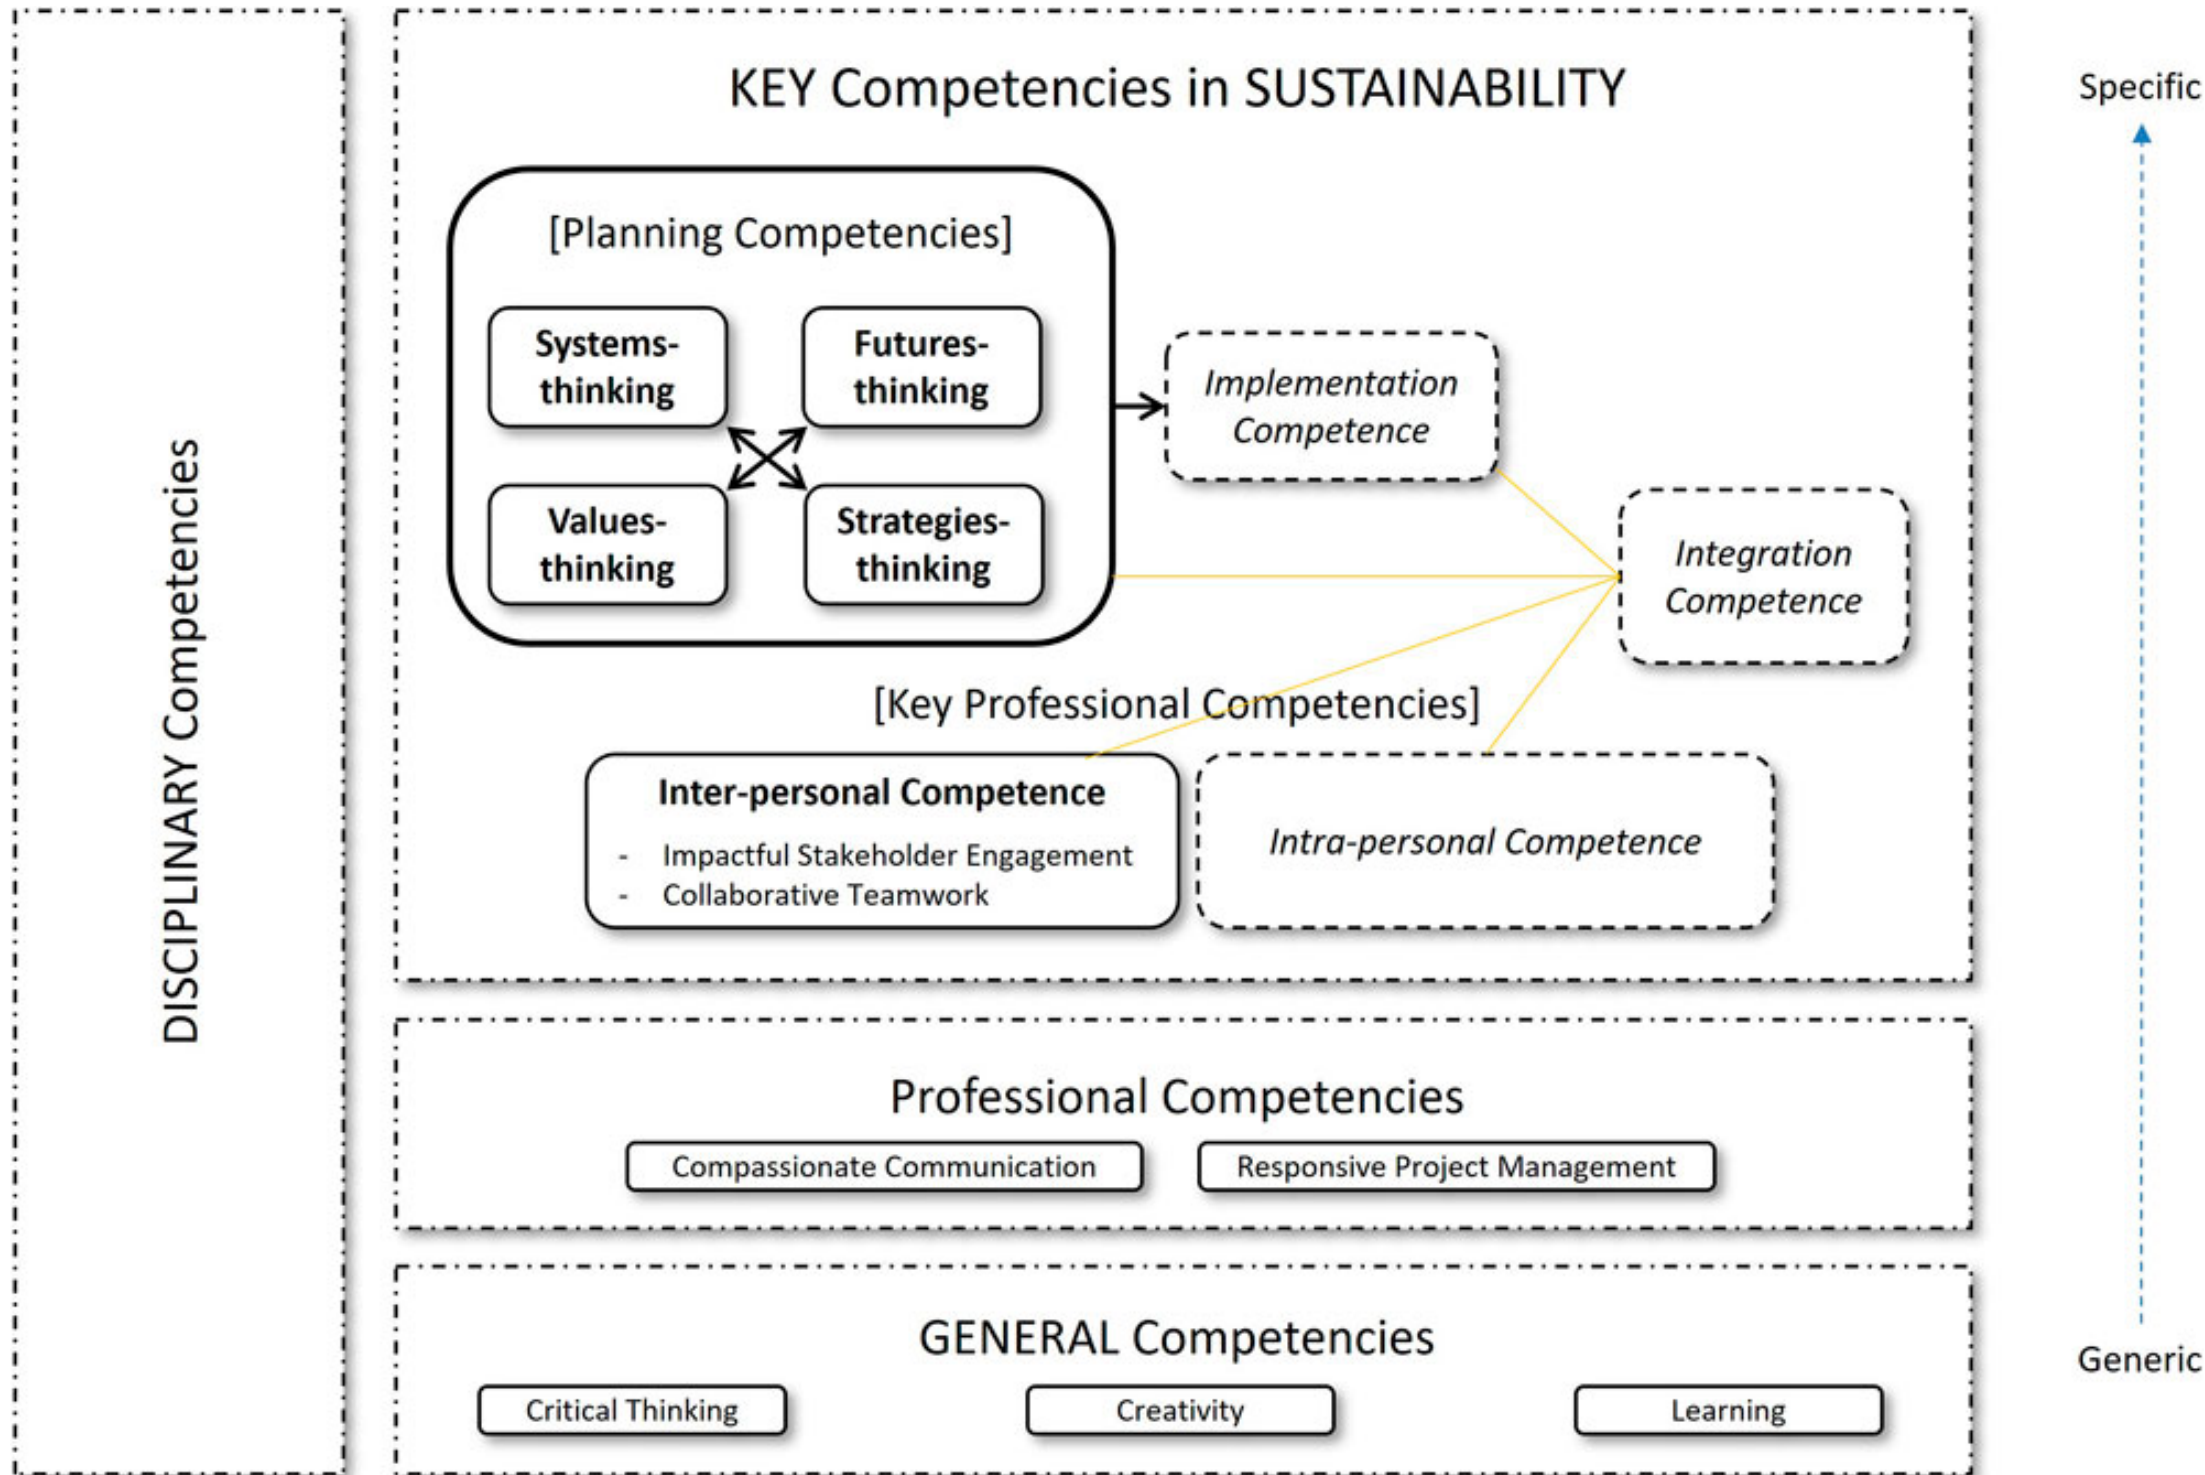 DISCIPLINARY Competencies
KEY Competencies in SUSTAINABILITY
[Planning Competencies]
Systems-
thinking
Futures-
thinking
Values-
thinking
Strategies-
thinking
Implementation
Competence
Integration
Competence
[Key Professional Competencies]
Inter-personal Competence
- Impactful Stakeholder Engagement
- Collaborative Teamwork
Intra-personal Competence
Professional Competencies
Compassionate Communication
Responsive Project Management
GENERAL Competencies
Critical Thinking
Creativity
Learning
Specific
Generic